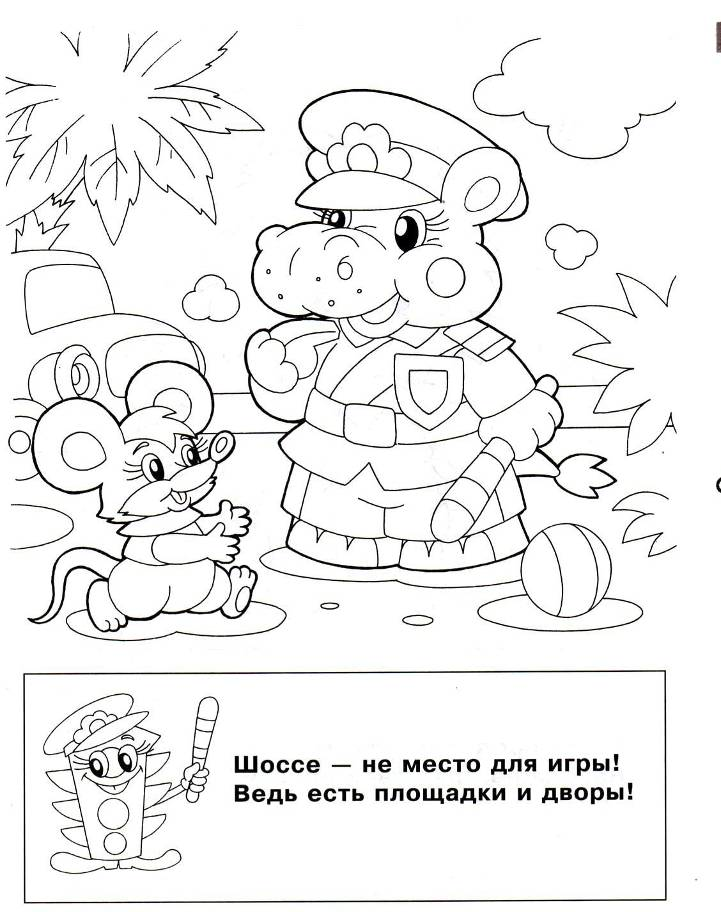 Шоссе — не место для игры!
Ведь есть площадки и дворы!